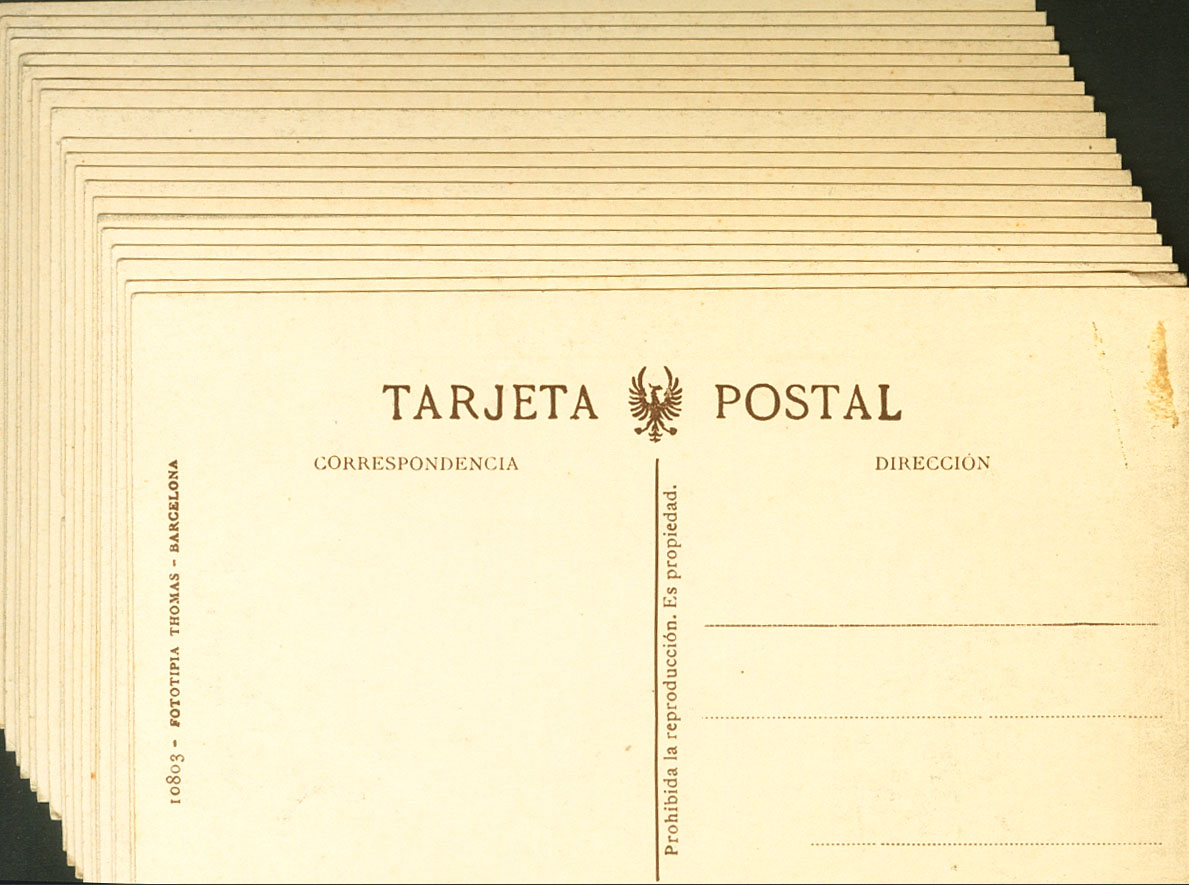 TARJETA POSTAL
CORRESPONDENCIA
DIRECCIÓN
10803 - FOTOTIPIA THOMAS - BARCELONA
Prohibida la reproducción. Es propiedad.